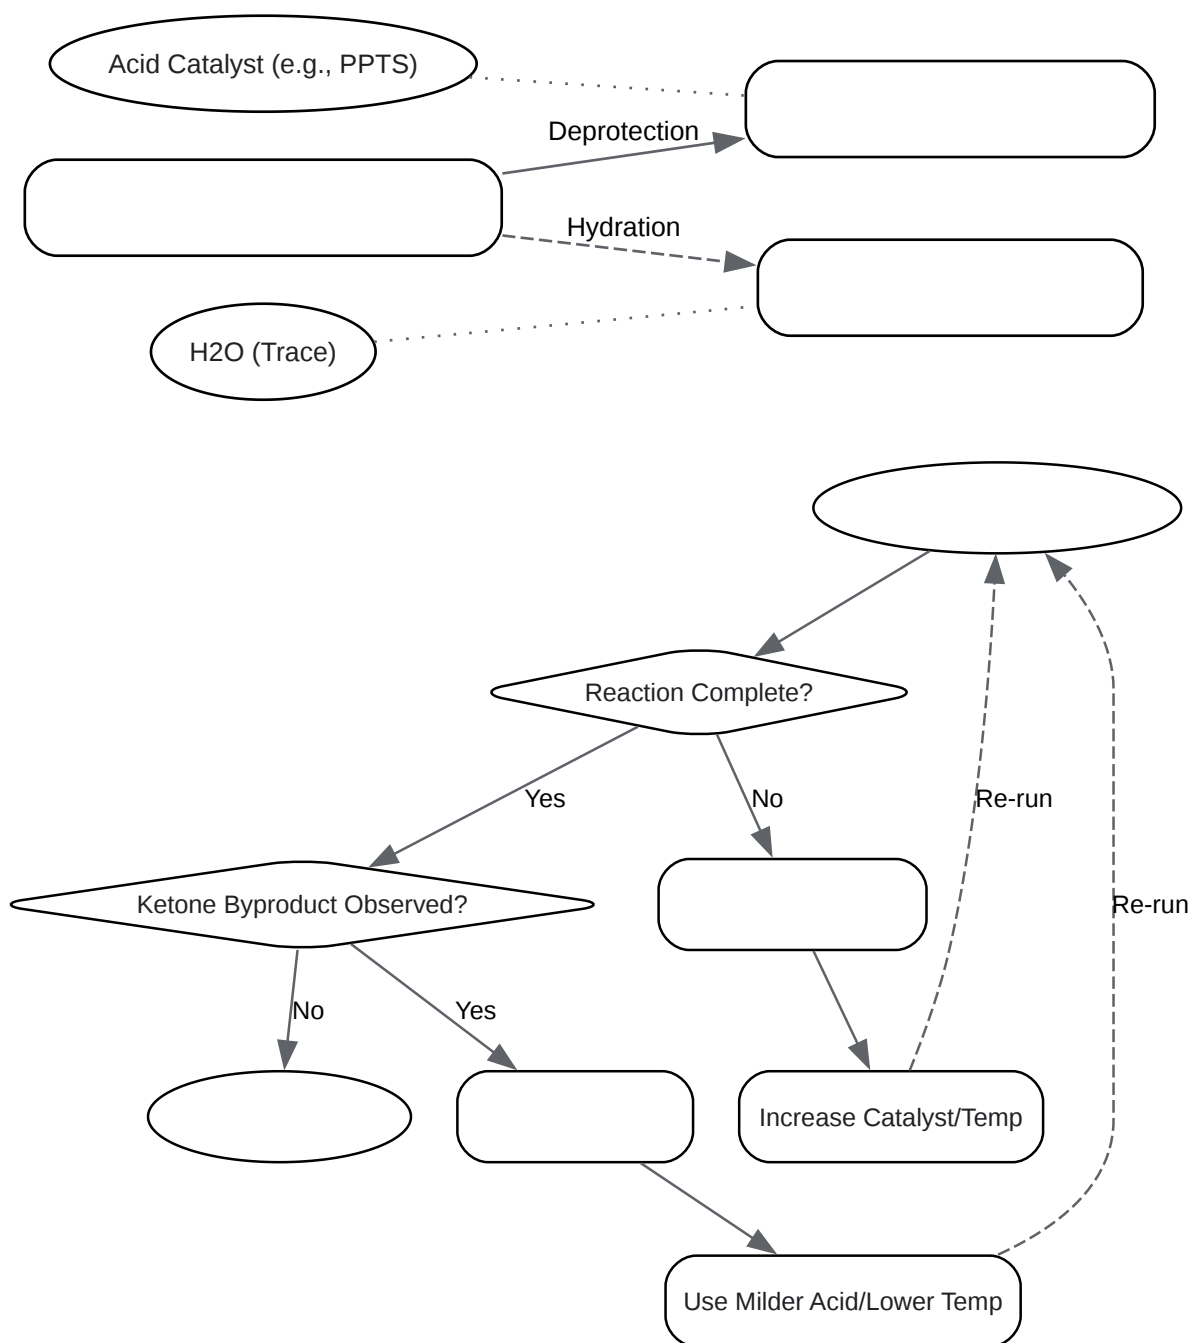 Acid Catalyst (e.g., PPTS)
Deprotection
Hydration
H2O (Trace)
Reaction Complete?
Yes
No
Re-run
Ketone Byproduct Observed?
Re-run
No
Yes
Increase Catalyst/Temp
Use Milder Acid/Lower Temp